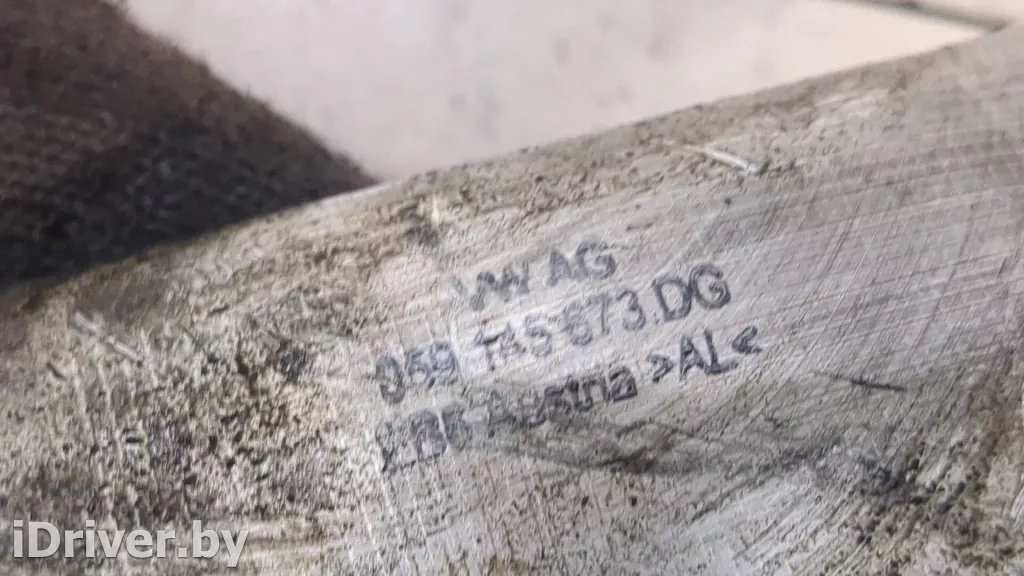 VW AG
059 145 673.DG
Austria >AL<
iDriver.by